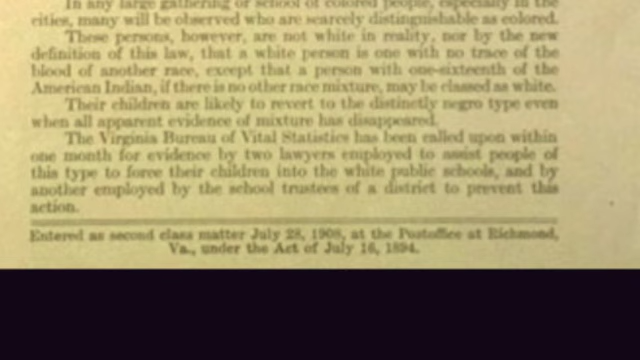 In any large gathering or school of colored people, especially in the
cities, many will be observed who are scarcely distinguishable as colored.
These persons, however, are not white in reality, nor by the new
definition of this law, that a white person is one with no trace of the
blood of another race, except that a person with one-sixteenth of the
American Indian, if there is no other race mixture, may be classed as white.
Their children are likely to revert to the distinctly negro type even
when all apparent evidence of mixture has disappeared.
The Virginia Bureau of Vital Statistics has been called upon within
one month for evidence by two lawyers employed to assist people of
this type to force their children into the white public schools, and by
another employed by the school trustees of a district to prevent this
action.
Entered as second class matter July 28, 1908, at the Postoffice at Richmond,
Va., under the Act of July 16, 1894.